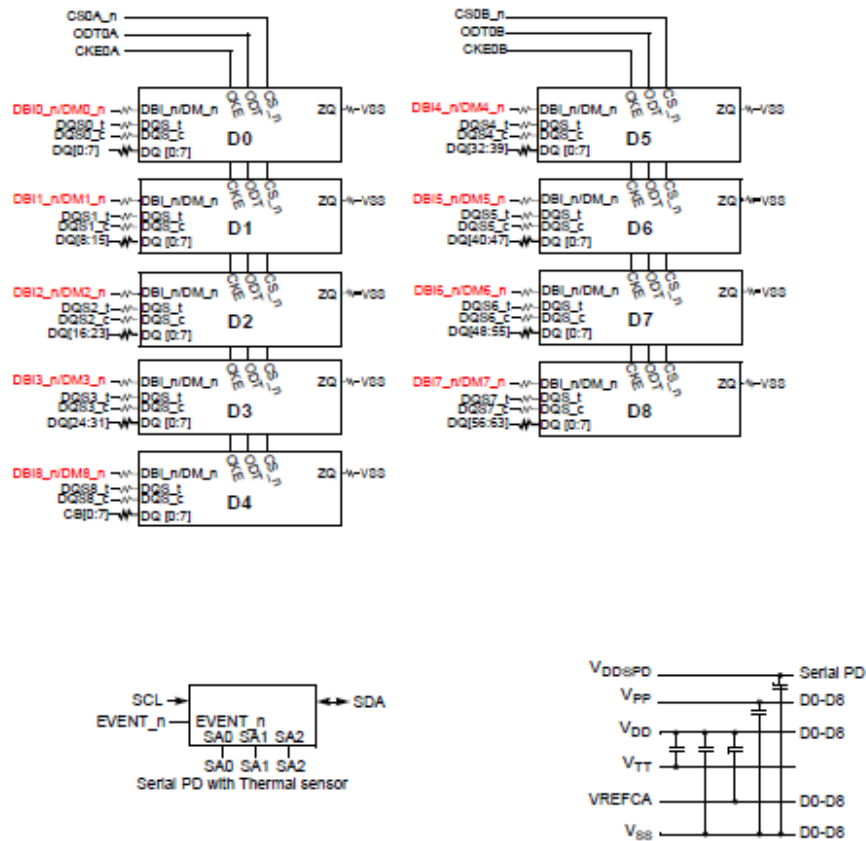 CS0A_n
ODT0A
CKE0A
CKE ODT CS_n
DBI0_n/DM0_n DBI_n/DM_n ZQ VSS
DQS0_t DQS_t
DQS0_c DQS_c
D0
DQ[0:7] DQ [0:7]
CKE ODT CS_n
DBI1_n/DM1_n DBI_n/DM_n ZQ VSS
DQS1_t DQS_t
DQS1_c DQS_c
D1
DQ[8:15] DQ [0:7]
CKE ODT CS_n
DBI2_n/DM2_n DBI_n/DM_n ZQ VSS
DQS2_t DQS_t
DQS2_c DQS_c
D2
DQ[16:23] DQ [0:7]
CKE ODT CS_n
DBI3_n/DM3_n DBI_n/DM_n ZQ VSS
DQS3_t DQS_t
DQS3_c DQS_c
D3
DQ[24:31] DQ [0:7]
CKE ODT CS_n
DBI8_n/DM8_n DBI_n/DM_n ZQ VSS
DQS8_t DQS_t
DQS8_c DQS_c
D4
CB[0:7] DQ [0:7]
CS0B_n
ODT0B
CKE0B
CKE ODT CS_n
DBI4_n/DM4_n DBI_n/DM_n ZQ VSS
DQS4_t DQS_t
DQS4_c DQS_c
D5
DQ[32:39] DQ [0:7]
CKE ODT CS_n
DBI5_n/DM5_n DBI_n/DM_n ZQ VSS
DQS5_t DQS_t
DQS5_c DQS_c
D6
DQ[40:47] DQ [0:7]
CKE ODT CS_n
DBI6_n/DM6_n DBI_n/DM_n ZQ VSS
DQS6_t DQS_t
DQS6_c DQS_c
D7
DQ[48:55] DQ [0:7]
CKE ODT CS_n
DBI7_n/DM7_n DBI_n/DM_n ZQ VSS
DQS7_t DQS_t
DQS7_c DQS_c
D8
DQ[56:63] DQ [0:7]
SCL SDA
EVENT_n EVENT_n
SA0 SA1 SA2
SA0 SA1 SA2
Serial PD with Thermal sensor
VDDSPD Serial PD
VPP D0-D8
VDD D0-D8
VTT
VREFCA D0-D8
VSS D0-D8